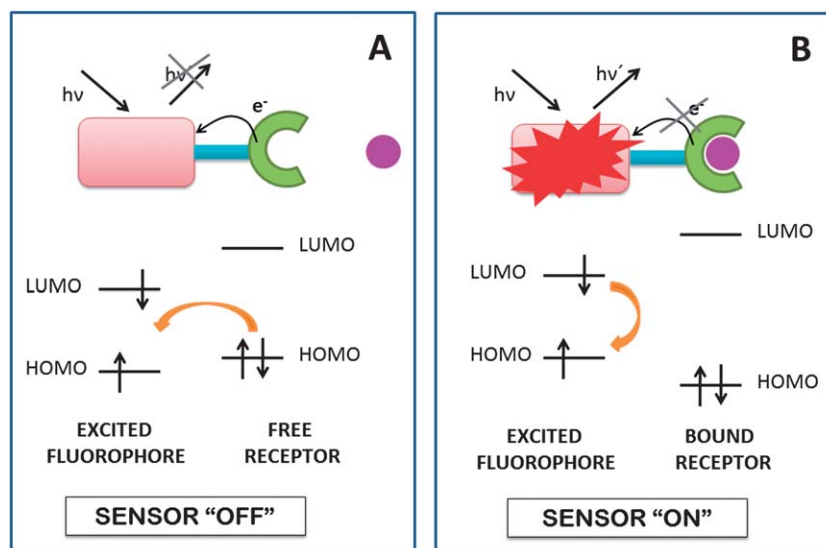 A
hν
hν´
e-
LUMO
LUMO
HOMO
HOMO
EXCITED
FLUOROPHORE
FREE
RECEPTOR
SENSOR “OFF”
B
hν
hν´
e-
LUMO
LUMO
HOMO
HOMO
EXCITED
FLUOROPHORE
BOUND
RECEPTOR
SENSOR “ON”